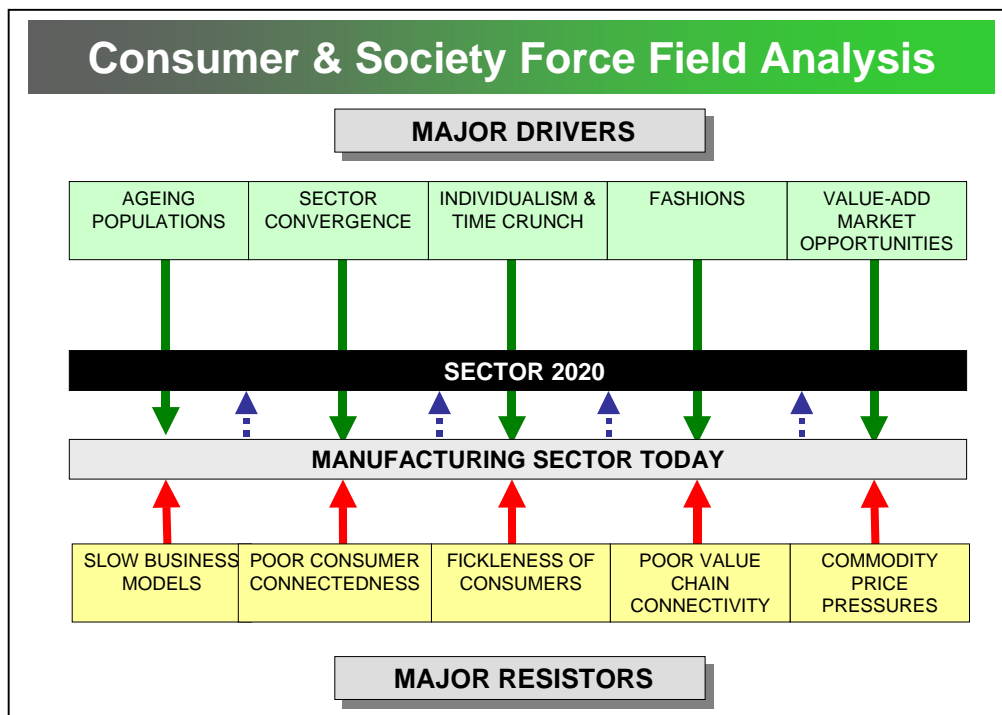 Consumer & Society Force Field Analysis
MAJOR DRIVERS
AGEING
POPULATIONS
SECTOR
CONVERGENCE
INDIVIDUALISM &
TIME CRUNCH
FASHIONS
VALUE-ADD
MARKET
OPPORTUNITIES
SECTOR 2020
MANUFACTURING SECTOR TODAY
SLOW BUSINESS
MODELS
POOR CONSUMER
CONNECTEDNESS
FICKLENESS OF
CONSUMERS
POOR VALUE
CHAIN
CONNECTIVITY
COMMODITY
PRICE
PRESSURES
MAJOR RESISTORS